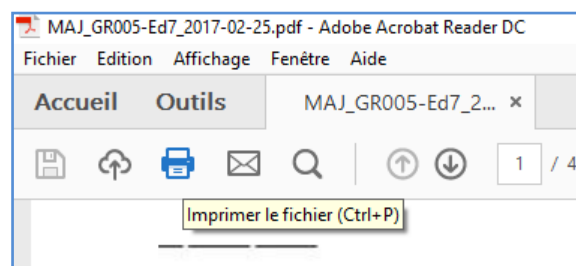 MAJ_GR005-Ed7_2017-02-25.pdf - Adobe Acrobat Reader DC
Fichier Edition Affichage Fenêtre Aide
Accueil Outils MAJ_GR005-Ed7_2... ×
1 / 4
Imprimer le fichier (Ctrl+P)